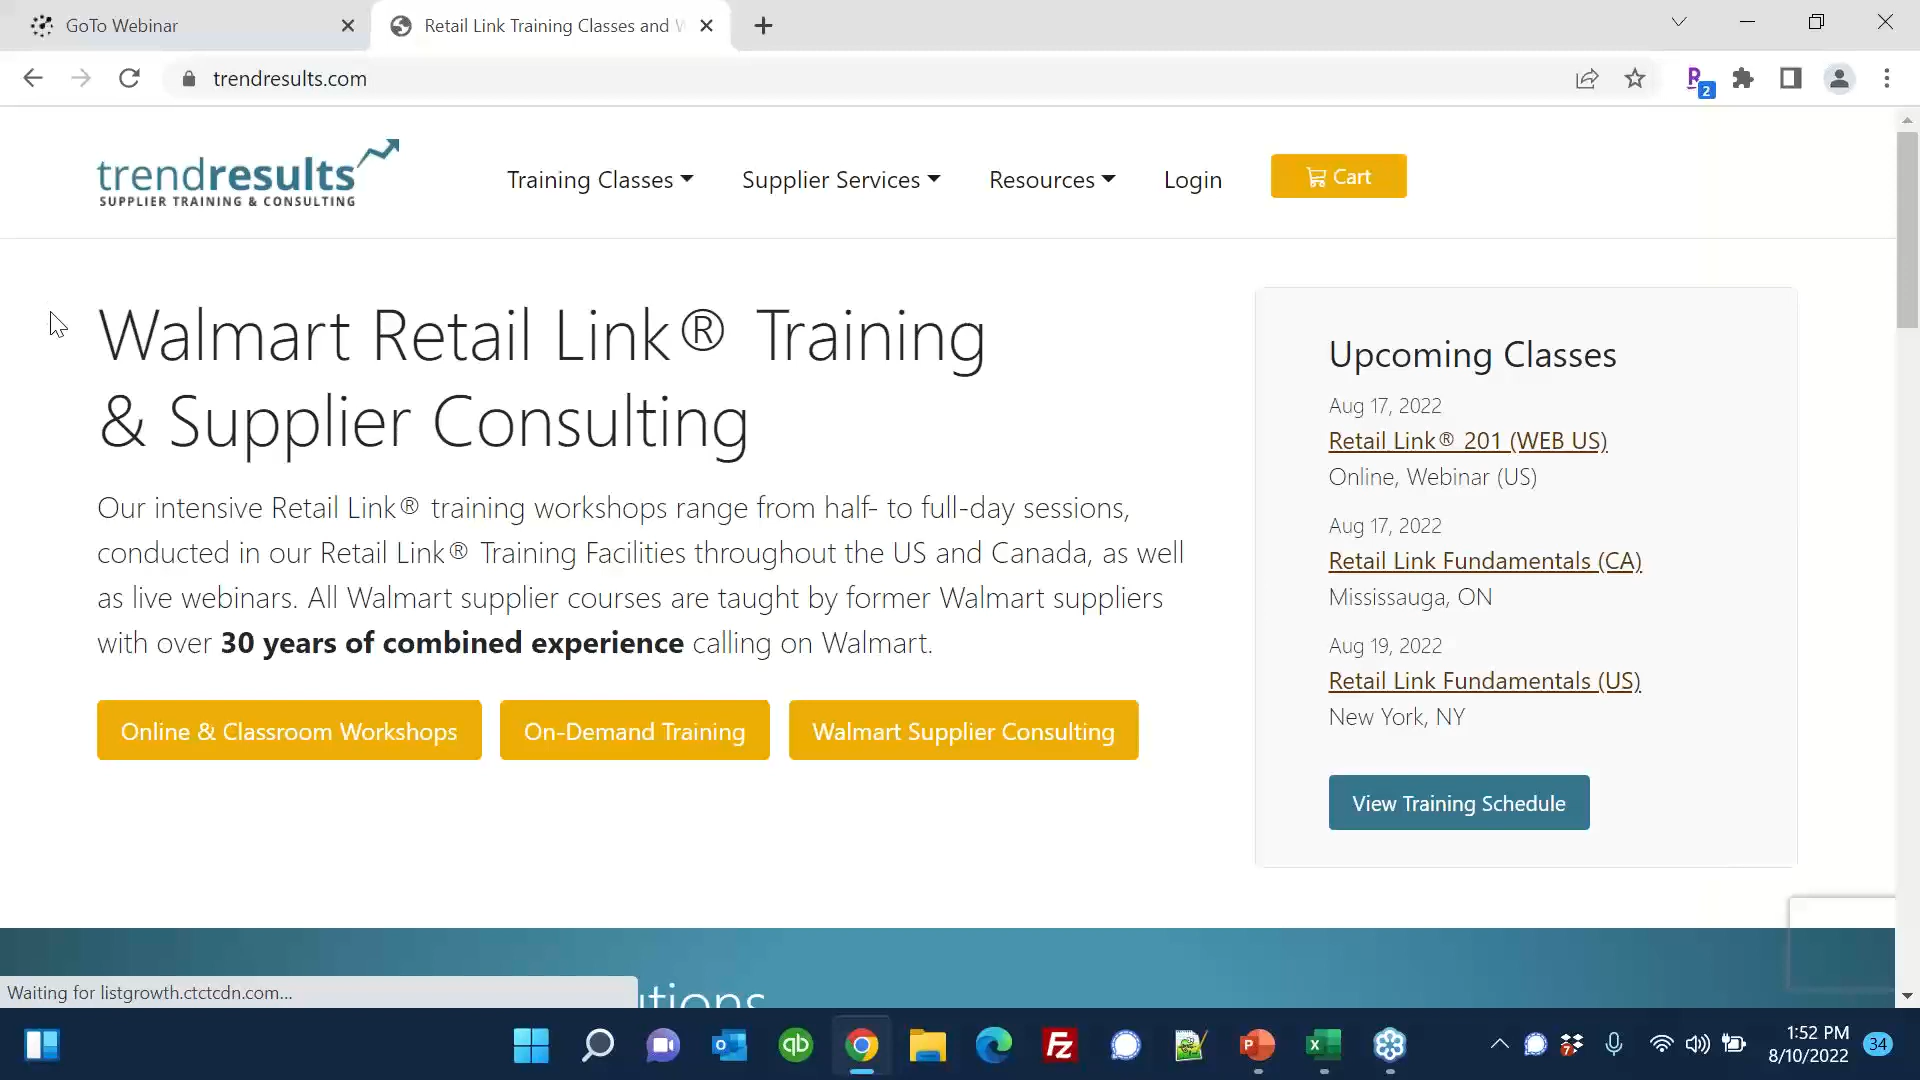 GoTo Webinar
Retail Link Training Classes and W
trendresults.com
2
trendresults
SUPPLIER TRAINING & CONSULTING
Training Classes
Supplier Services
Resources
Login
Cart
Walmart Retail Link® Training
& Supplier Consulting
Our intensive Retail Link® training workshops range from half- to full-day sessions,
conducted in our Retail Link® Training Facilities throughout the US and Canada, as well
as live webinars. All Walmart supplier courses are taught by former Walmart suppliers
with over 30 years of combined experience calling on Walmart.
Online & Classroom Workshops
On-Demand Training
Walmart Supplier Consulting
Upcoming Classes
Aug 17, 2022
Retail Link® 201 (WEB US)
Online, Webinar (US)
Aug 17, 2022
Retail Link Fundamentals (CA)
Mississauga, ON
Aug 19, 2022
Retail Link Fundamentals (US)
New York, NY
View Training Schedule
Waiting for listgrowth.ctctcdn.com...
utions
1:52 PM
8/10/2022
34